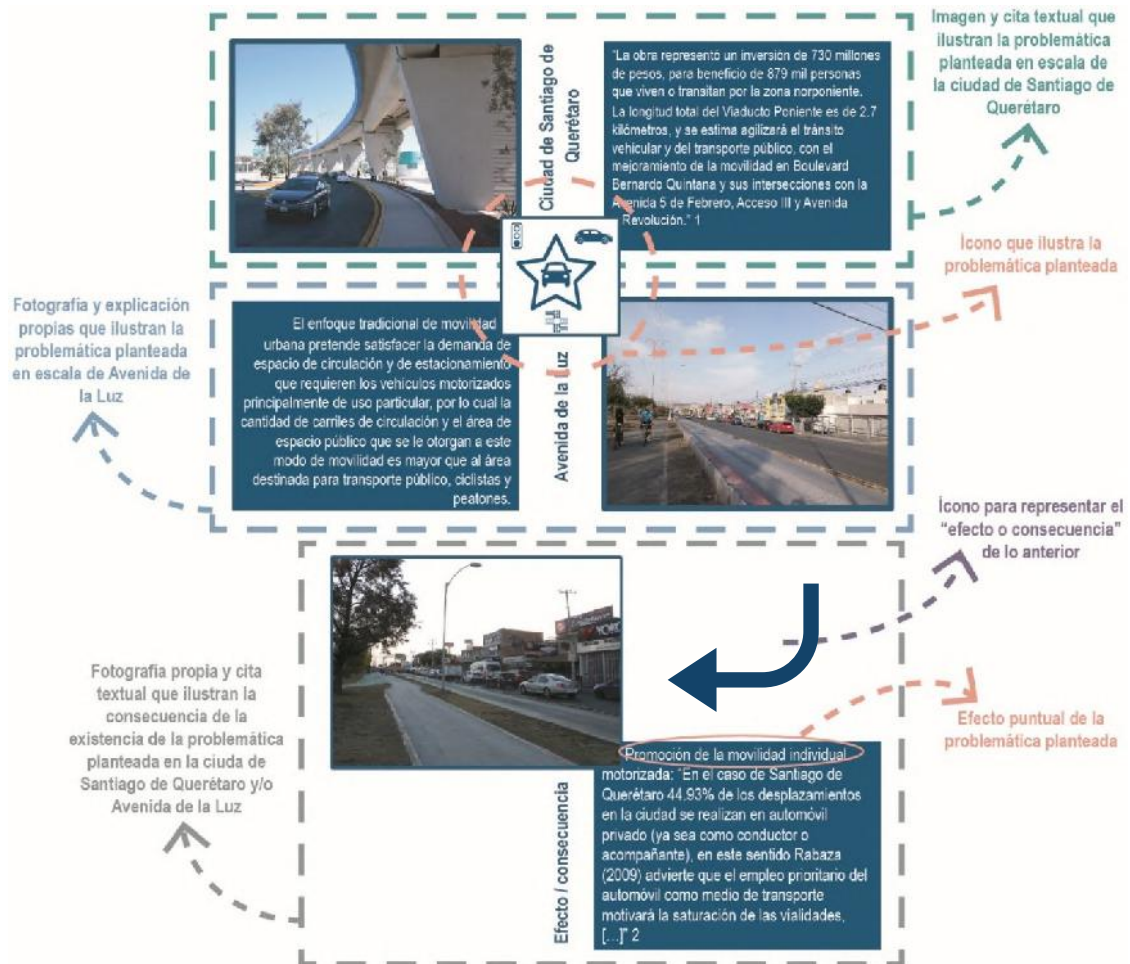 Imagen y cita textual que
ilustran la problemática
planteada en escala de
la ciudad de Santiago de
Querétaro
Ciudad de Santiago de
Querétaro
"La obra representó un inversión de 730 millones
de pesos, para beneficio de 879 mil personas
que viven o transitan por la zona norponiente.
La longitud total del Viaducto Poniente es de 2.7
kilómetros, y se estima agilizará el tránsito
vehicular y del transporte público, con el
mejoramiento de la movilidad en Boulevard
Bernardo Quintana y sus intersecciones con la
Avenida 5 de Febrero, Acceso III y Avenida
Revolución." 1
Ícono que ilustra la
problemática planteada
Fotografía y explicación
propias que ilustran la
problemática planteada
en escala de Avenida de
la Luz
El enfoque tradicional de movilidad
urbana pretende satisfacer la demanda de
espacio de circulación y de estacionamiento
que requieren los vehículos motorizados
principalmente de uso particular, por lo cual la
cantidad de carriles de circulación y el área de
espacio público que se le otorgan a este
modo de movilidad es mayor que al área
destinada para transporte público, ciclistas y
peatones.
Avenida de la Luz
Ícono para representar el
"efecto o consecuencia"
de lo anterior
Fotografía propia y cita
textual que ilustran la
consecuencia de la
existencia de la problemática
planteada en la ciuda de
Santiago de Querétaro y/o
Avenida de la Luz
Efecto puntual de la
problemática planteada
Efecto / consecuencia
Promoción de la movilidad individual
motorizada: "En el caso de Santiago de
Querétaro 44.93% de los desplazamientos
en la ciudad se realizan en automóvil
privado (ya sea como conductor o
acompañante), en este sentido Rabaza
(2009) advierte que el empleo prioritario del
automóvil como medio de transporte
motivará la saturación de las vialidades,
[...]" 2